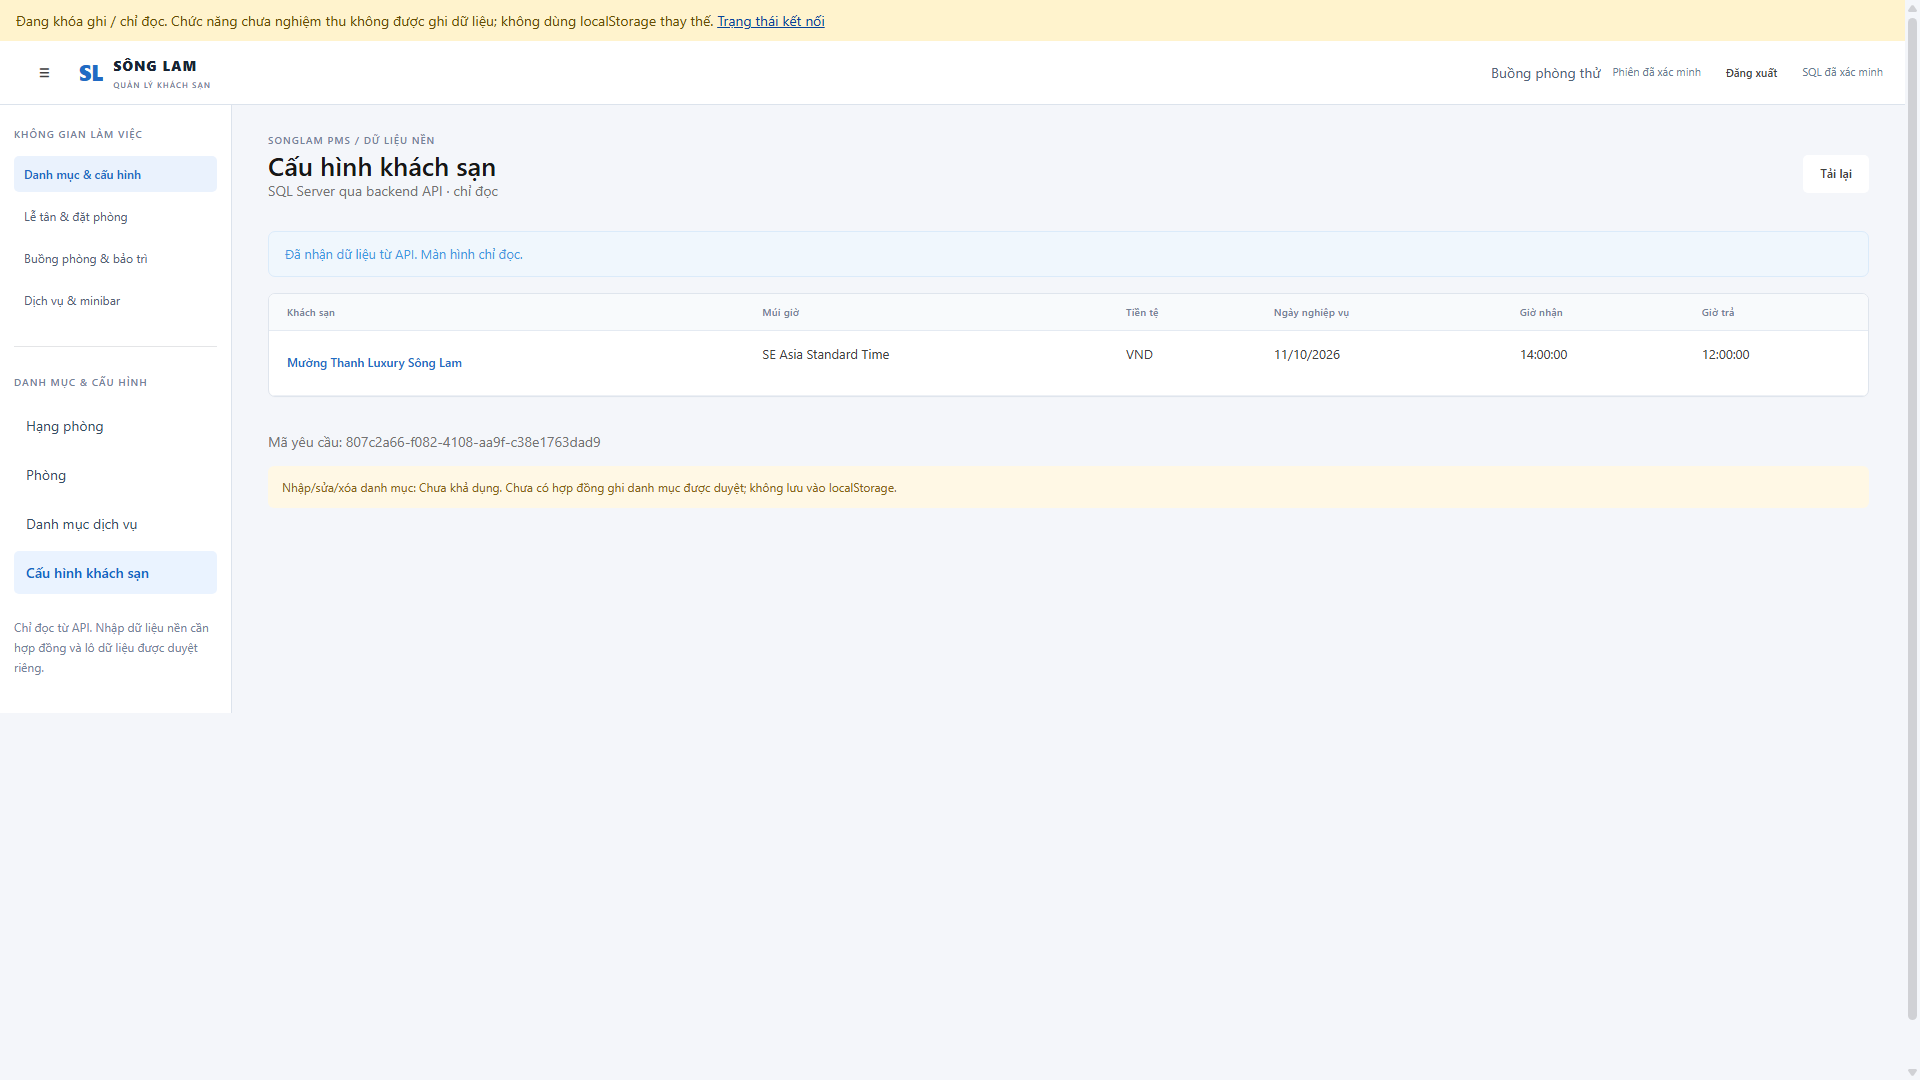 Đang khóa ghi / chỉ đọc. Chức năng chưa nghiệm thu không được ghi dữ liệu; không dùng localStorage thay thế. Trạng thái kết nối
☰ SL SÔNG LAM
QUẢN LÝ KHÁCH SẠN
Buồng phòng thử Phiên đã xác minh Đăng xuất SQL đã xác minh
KHÔNG GIAN LÀM VIỆC
Danh mục & cấu hình
Lễ tân & đặt phòng
Buồng phòng & bảo trì
Dịch vụ & minibar
DANH MỤC & CẤU HÌNH
Hạng phòng
Phòng
Danh mục dịch vụ
Cấu hình khách sạn
Chỉ đọc từ API. Nhập dữ liệu nền cần
hợp đồng và lô dữ liệu được duyệt
riêng.
SONGLAM PMS / DỮ LIỆU NỀN
Cấu hình khách sạn
SQL Server qua backend API · chỉ đọc
Tải lại
Đã nhận dữ liệu từ API. Màn hình chỉ đọc.
Khách sạn Múi giờ Tiền tệ Ngày nghiệp vụ Giờ nhận Giờ trả
Mường Thanh Luxury Sông Lam SE Asia Standard Time VND 11/10/2026 14:00:00 12:00:00
Mã yêu cầu: 807c2a66-f082-4108-aa9f-c38e1763dad9
Nhập/sửa/xóa danh mục: Chưa khả dụng. Chưa có hợp đồng ghi danh mục được duyệt; không lưu vào localStorage.